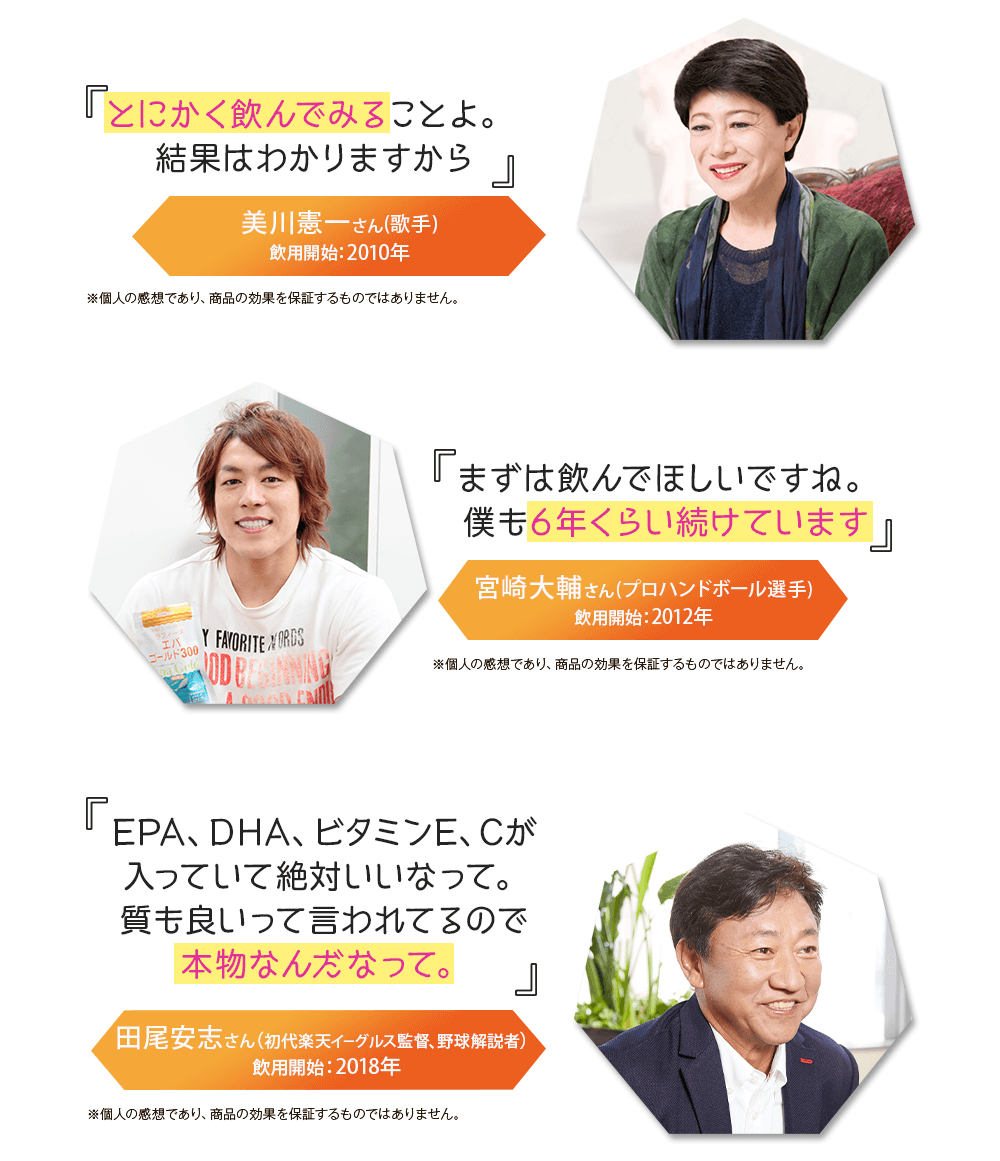 『とにかく飲んでみることよ。
結果はわかりますから』
美川憲一さん(歌手)
飲用開始：2010年
※個人の感想であり、商品の効果を保証するものではありません。
『まずは飲んでほしいですね。
僕も6年くらい続けています』
宮崎大輔さん(プロハンドボール選手)
飲用開始：2012年
※個人の感想であり、商品の効果を保証するものではありません。
エパ
ゴールド300
Y FAVORITE WORDS
OOD BEGINNING
『EPA、DHA、ビタミンE、Cが
入っていて絶対いいなって。
質も良いって言われてるので
本物なんだなって。』
田尾安志さん（初代楽天イーグルス監督、野球解説者）
飲用開始：2018年
※個人の感想であり、商品の効果を保証するものではありません。